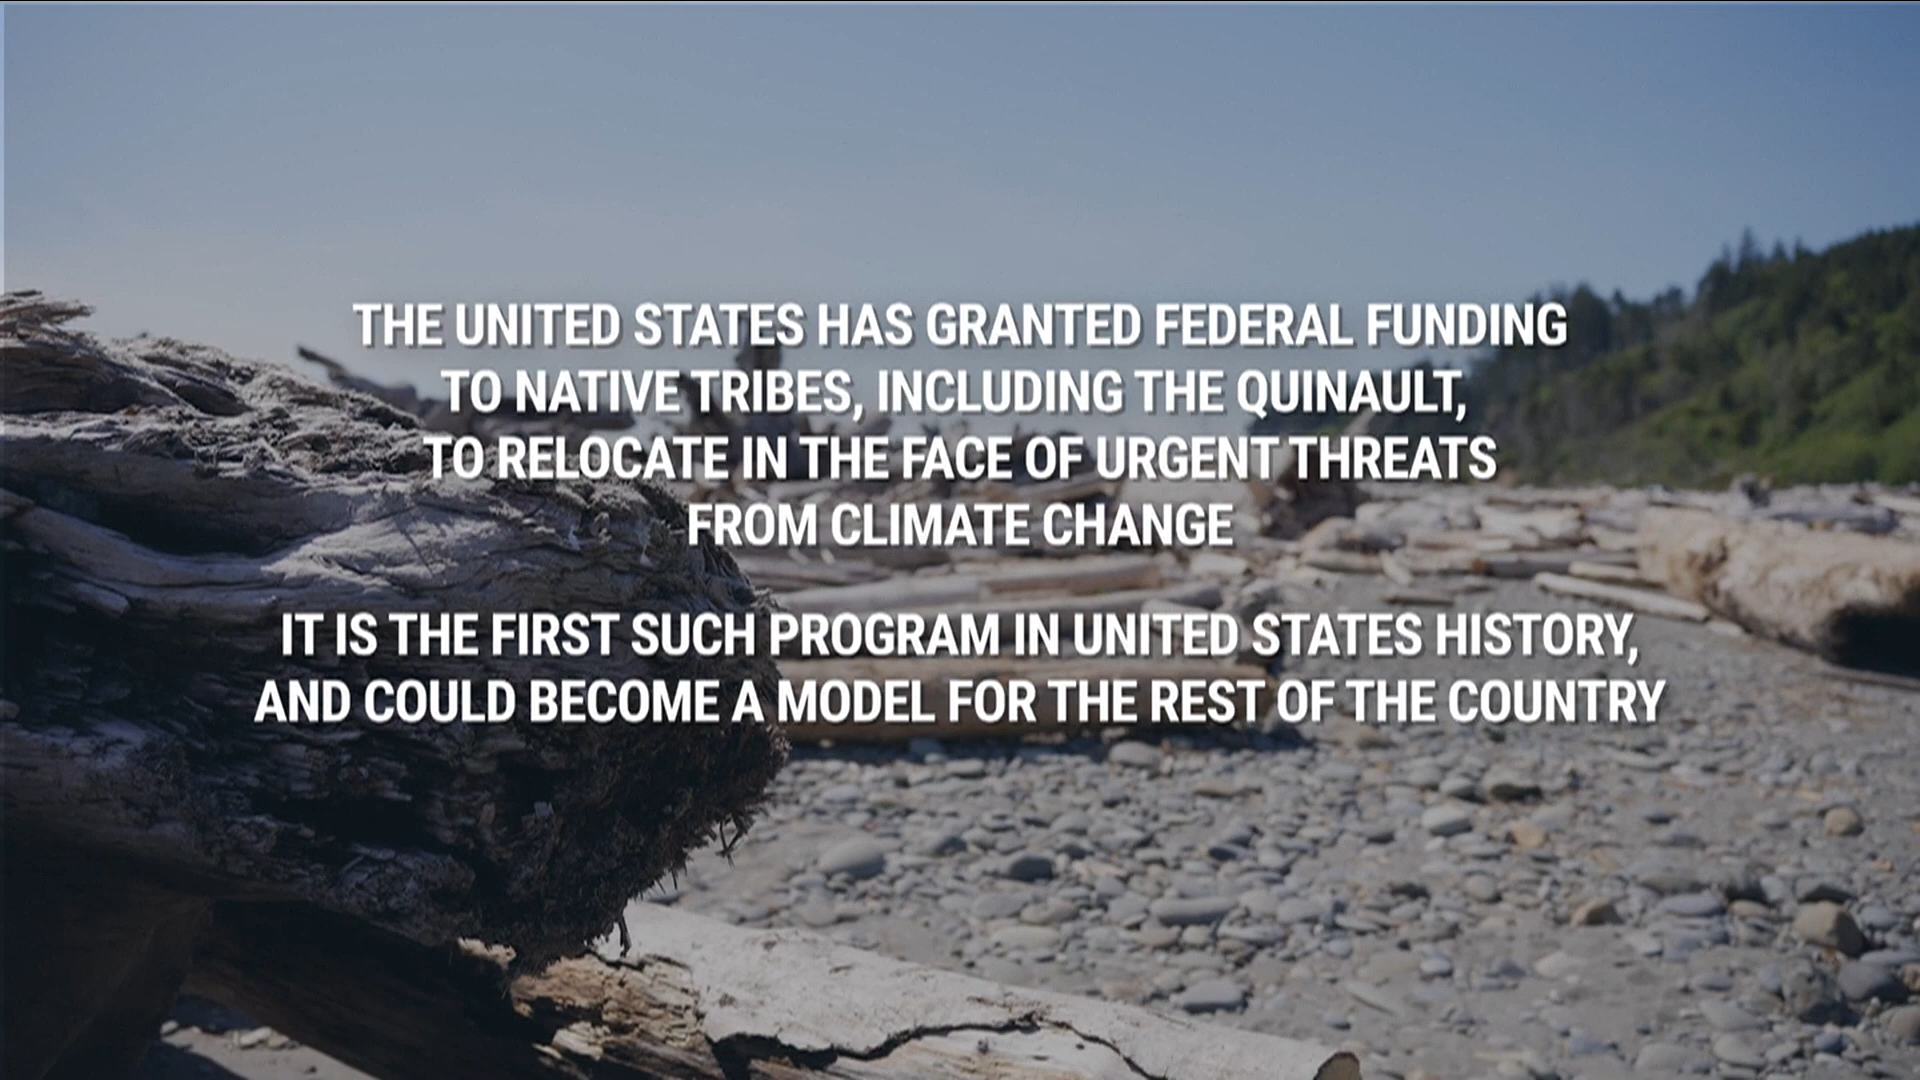 THE UNITED STATES HAS GRANTED FEDERAL FUNDING
TO NATIVE TRIBES, INCLUDING THE QUINAULT,
TO RELOCATE IN THE FACE OF URGENT THREATS
FROM CLIMATE CHANGE
IT IS THE FIRST SUCH PROGRAM IN UNITED STATES HISTORY,
AND COULD BECOME A MODEL FOR THE REST OF THE COUNTRY